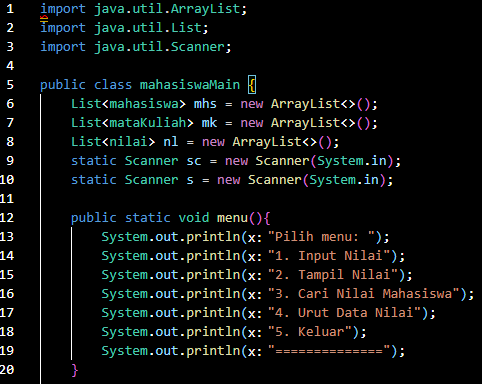 1 import java.util.ArrayList;
2 import java.util.List;
3 import java.util.Scanner;
4
5 public class mahasiswaMain {
6 List<mahasiswa> mhs = new ArrayList<>();
7 List<mataKuliah> mk = new ArrayList<>();
8 List<nilai> nl = new ArrayList<>();
9 static Scanner sc = new Scanner(System.in);
10 static Scanner s = new Scanner(System.in);
11
12 public static void menu(){
13 System.out.println(x: "Pilih menu: ");
14 System.out.println(x: "1. Input Nilai");
15 System.out.println(x: "2. Tampil Nilai");
16 System.out.println(x: "3. Cari Nilai Mahasiswa");
17 System.out.println(x: "4. Urut Data Nilai");
18 System.out.println(x: "5. Keluar");
19 System.out.println(x: "==============");
20 }